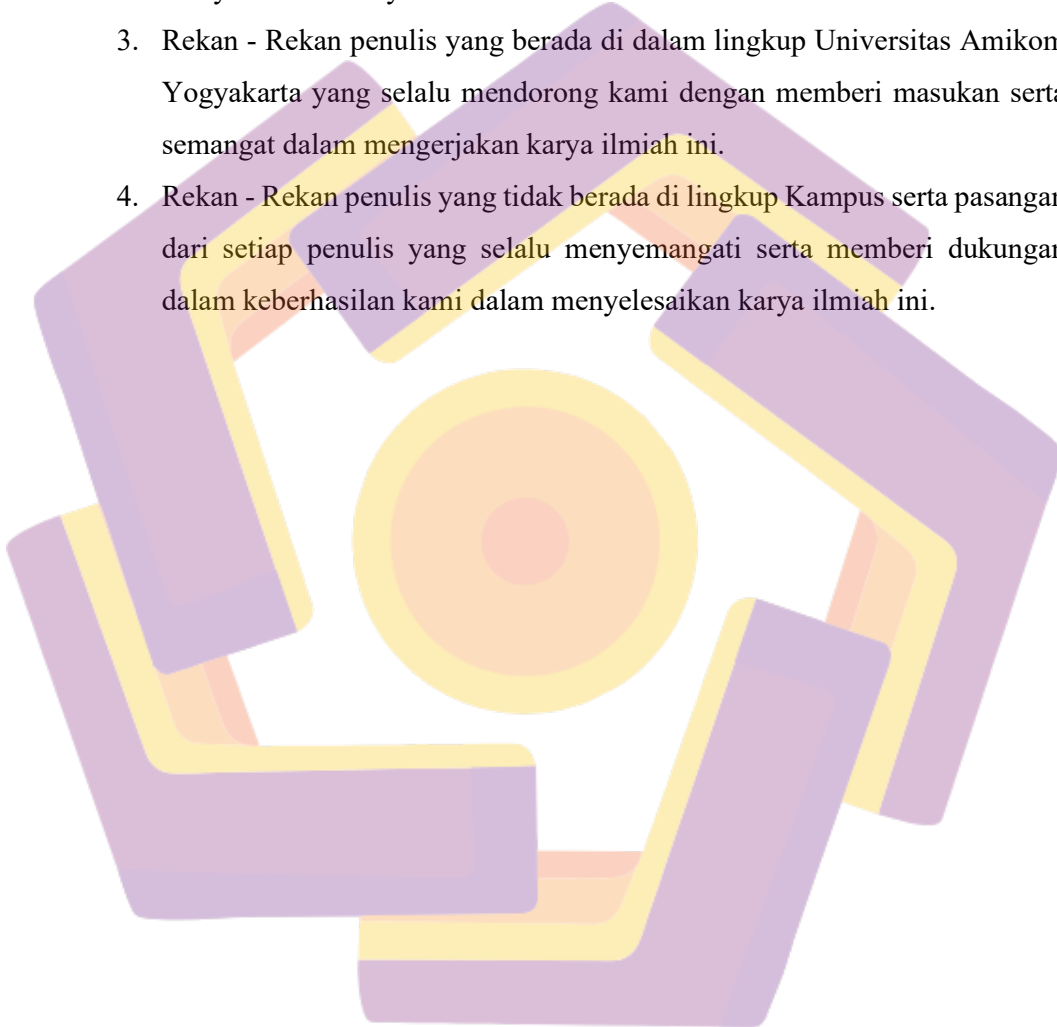 3. Rekan - Rekan penulis yang berada di dalam lingkup Universitas Amikom
Yogyakarta yang selalu mendorong kami dengan memberi masukan serta
semangat dalam mengerjakan karya ilmiah ini.
4. Rekan - Rekan penulis yang tidak berada di lingkup Kampus serta pasangan
dari setiap penulis yang selalu menyemangati serta memberi dukungan
dalam keberhasilan kami dalam menyelesaikan karya ilmiah ini.